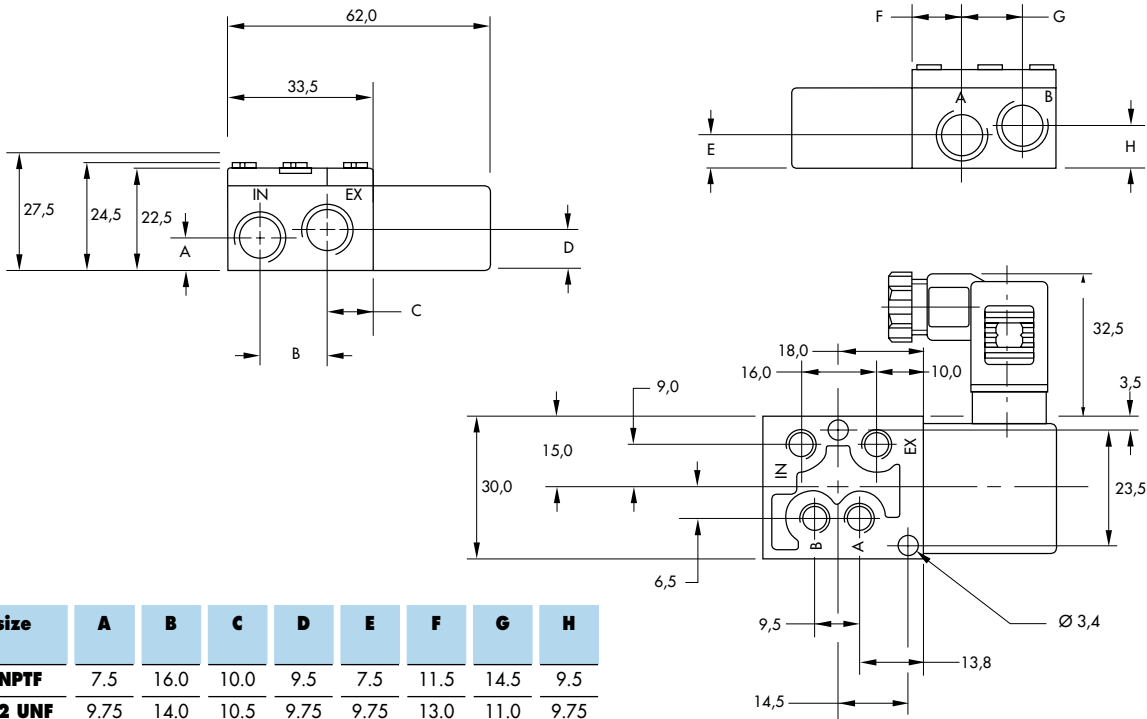 62,0
33,5
27,5
24,5
22,5
A
IN
EX
D
C
B
F
G
A
B
E
H
32,5
3,5
18,0
16,0
10,0
9,0
15,0
30,0
IN
EX
23,5
B
A
6,5
9,5
Ø 3,4
13,8
14,5
size A B C D E F G H
NPTF 7.5 16.0 10.0 9.5 7.5 11.5 14.5 9.5
2 UNF 9.75 14.0 10.5 9.75 9.75 13.0 11.0 9.75